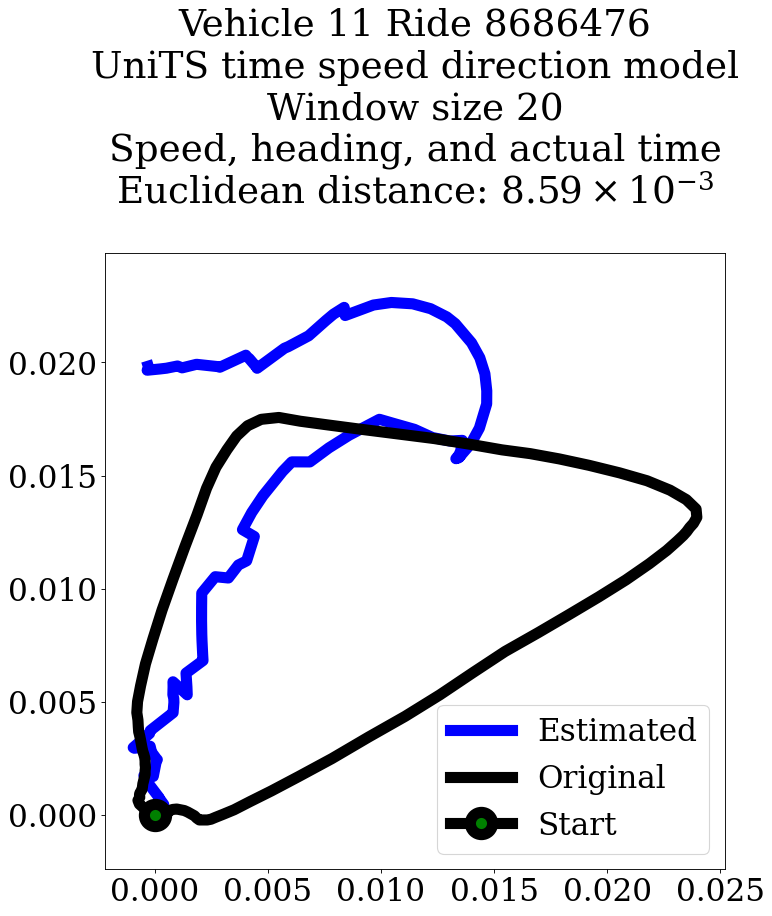 Vehicle 11 Ride 8686476
UniTS time speed direction model
Window size 20
Speed, heading, and actual time
Euclidean distance: $8.59 × 10^{-3}$
0.020
0.015
0.010
0.005
0.000
Estimated
Original
Start
0.000 0.005 0.010 0.015 0.020 0.025